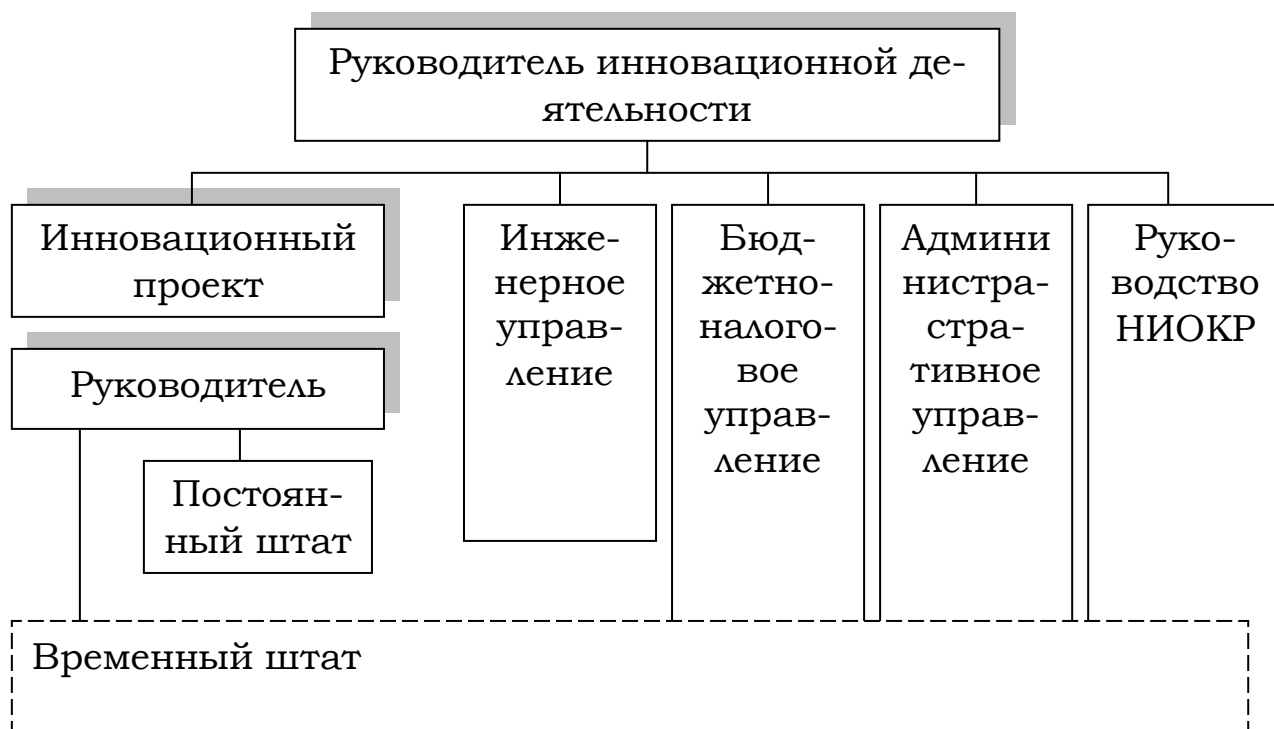 Руководитель инновационной де-
ятельности
Инновационный
проект
Руководитель
Постоян-
ный штат
Инже-
нерное
управ-
ление
Бюд-
жетно-
налого-
вое
управ-
ление
Админи
нистра-
стра-
тивное
управ-
ление
Руко-
водство
НИОКР
Временный штат